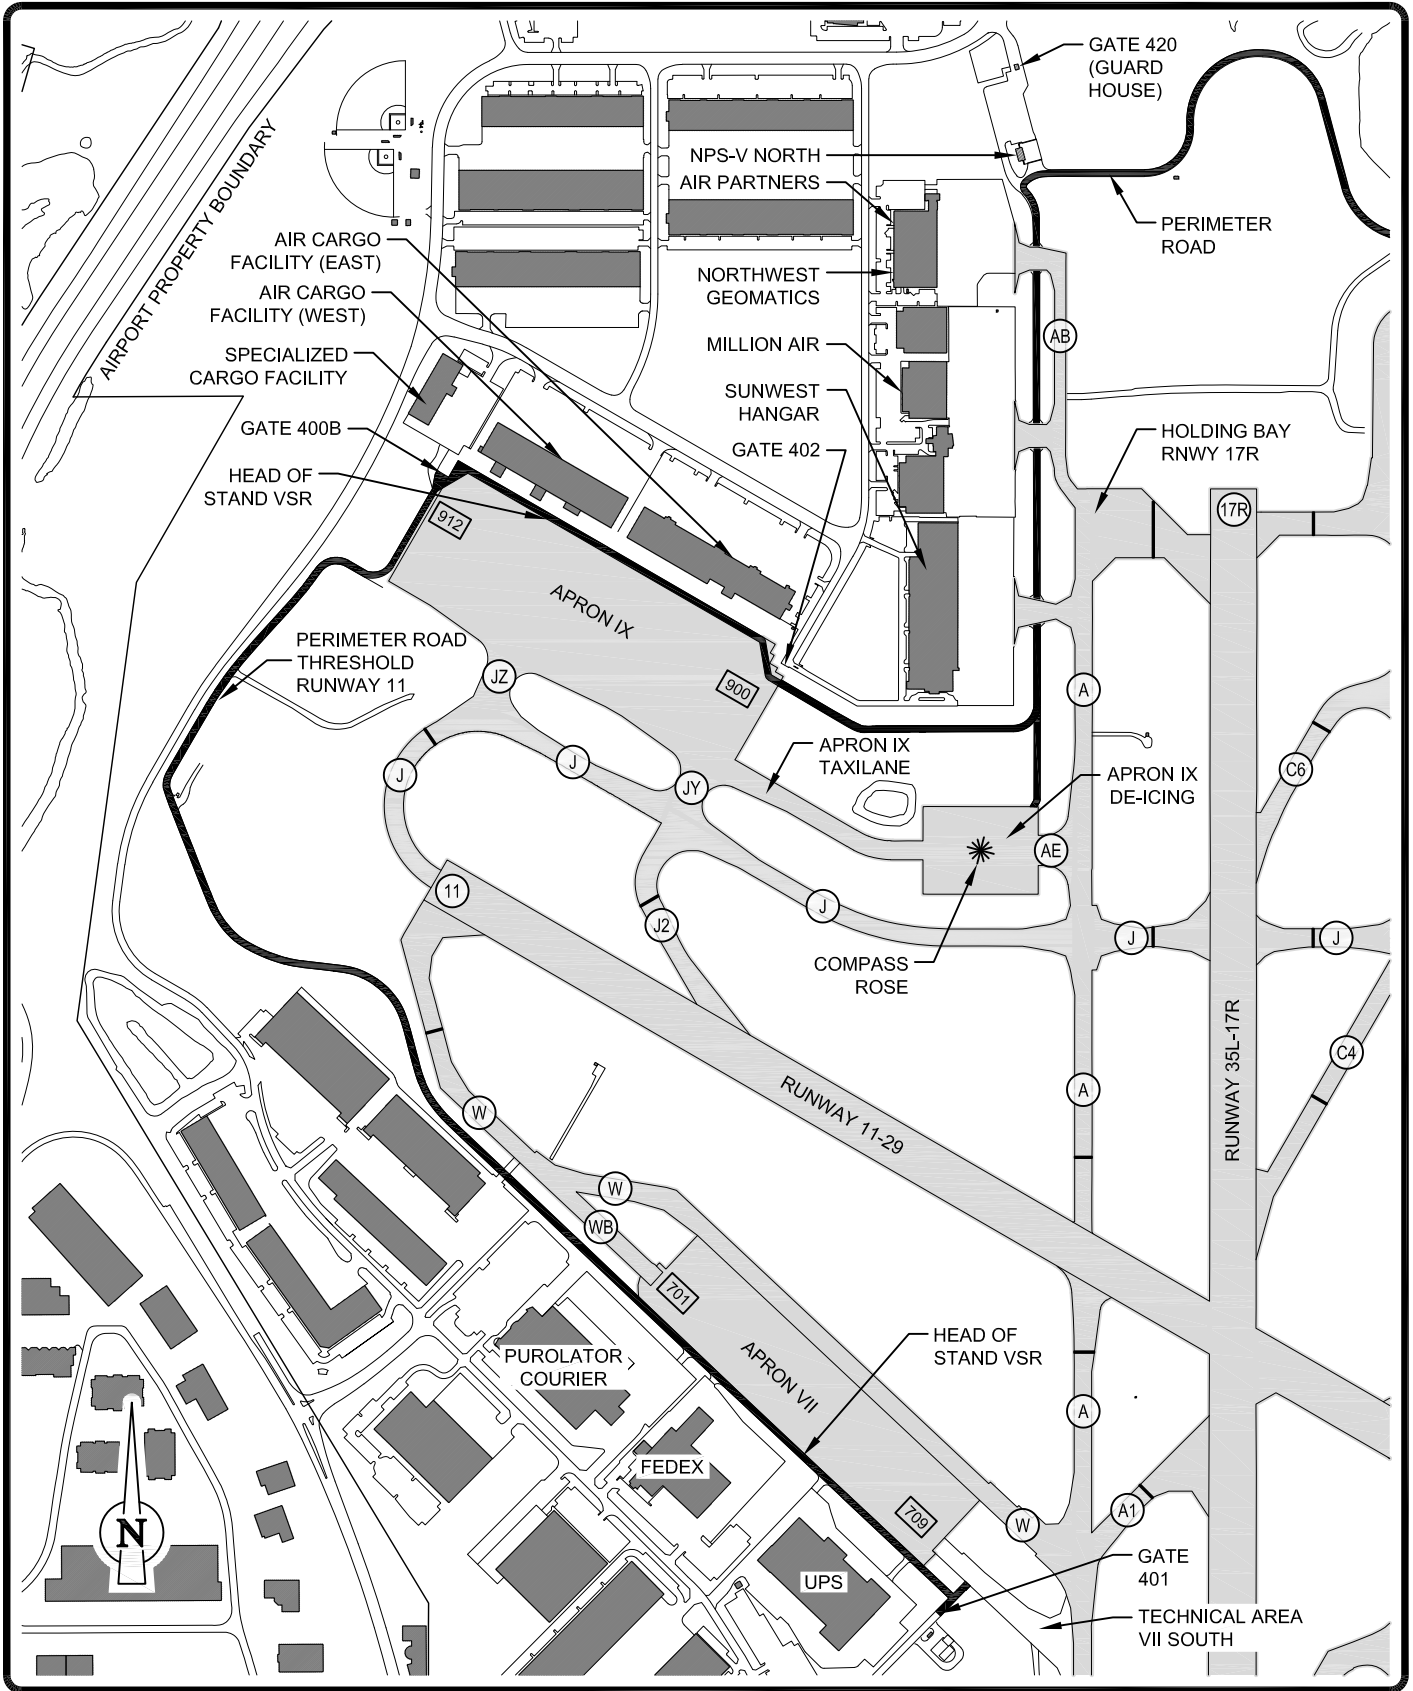 GATE 420
(GUARD
HOUSE)
AIRPORT PROPERTY BOUNDARY
NPS-V NORTH
AIR PARTNERS
PERIMETER
ROAD
AIR CARGO
FACILITY (EAST)
NORTHWEST
GEOMATICS
AIR CARGO
FACILITY (WEST)
AB
MILLION AIR
SPECIALIZED
CARGO FACILITY
SUNWEST
HANGAR
GATE 400B
GATE 402
HOLDING BAY
RNWY 17R
HEAD OF
STAND VSR
912
17R
APRON IX
PERIMETER ROAD
THRESHOLD
RUNWAY 11
JZ
900
A
J
J
JY
APRON IX
TAXILANE
APRON IX
DE-ICING
C6
AE
11
J
J2
J
J
COMPASS
ROSE
RUNWAY 35L-17R
C4
A
RUNWAY 11-29
W
W
WB
701
HEAD OF
STAND VSR
PUROLATOR
COURIER
APRON VII
A
FEDEX
709
W
A1
N
UPS
GATE
401
TECHNICAL AREA
VII SOUTH